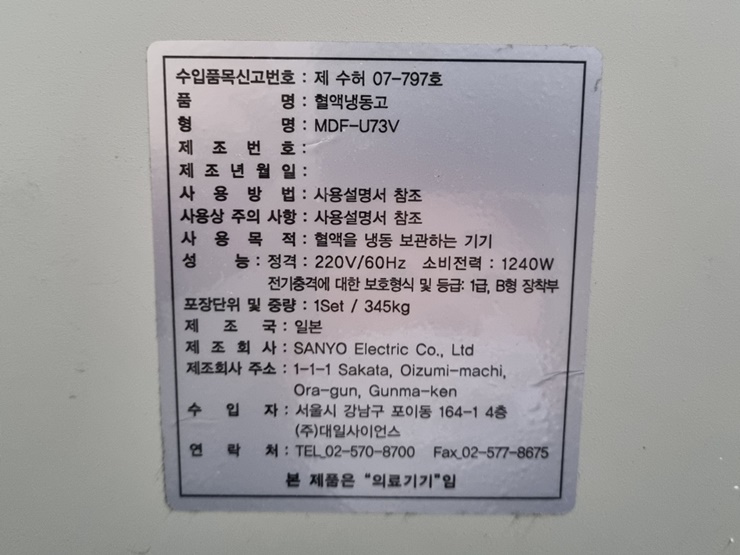 수입품목신고번호 : 제 수허 07-797호
품 명 : 혈액냉동고
형 명 : MDF-U73V
제 조 번 호 :
제 조 년 월 일 :
사 용 방 법 : 사용설명서 참조
사용상 주의 사항 : 사용설명서 참조
사 용 목 적 : 혈액을 냉동 보관하는 기기
성 능 : 정격 : 220V/60Hz 소비전력 : 1240W
전기충격에 대한 보호형식 및 등급: 1급, B형 장착부
포장단위 및 중량 : 1Set / 345kg
제 조 국 : 일본
제 조 회 사 : SANYO Electric Co., Ltd
제조회사 주소 : 1-1-1 Sakata, Oizumi-machi,
Ora-gun, Gunma-ken
수 입 자 : 서울시 강남구 포이동 164-1 4층
(주)대일사이언스
연 락 처 : TEL_02-570-8700 Fax_02-577-8675
본 제품은 "의료기기"임